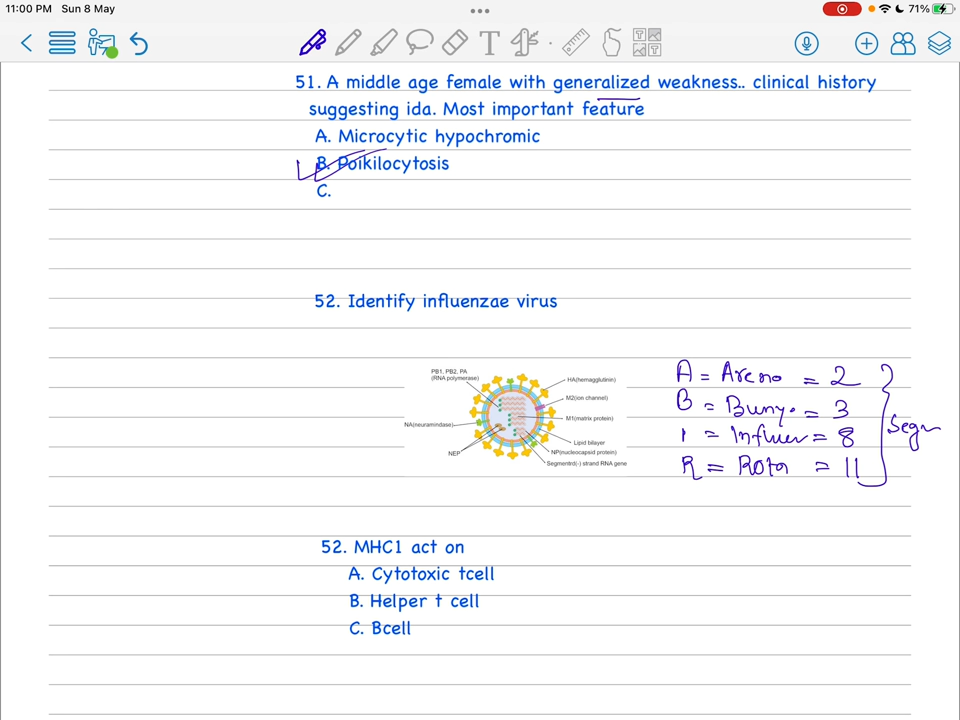 11:00 PM Sun 8 May
71%
51. A middle age female with generalized weakness.. clinical history
suggesting ida. Most important feature
A. Microcytic hypochromic
B. Poikilocytosis
C.
52. Identify influenzae virus
PB1, PB2, PA
(RNA polymerase)
HA(hemagglutinin)
M2(ion channel)
M1(matrix protein)
NA(neuramindase)
Lipid bilayer
NEP
NP(nucleocapsid protein)
Segmentrd(-) strand RNA gene
A = Areno = 2
B = Bunya = 3
I = Influen = 8
R = Rota = 11
Segm
52. MHC1 act on
A. Cytotoxic tcell
B. Helper t cell
C. Bcell